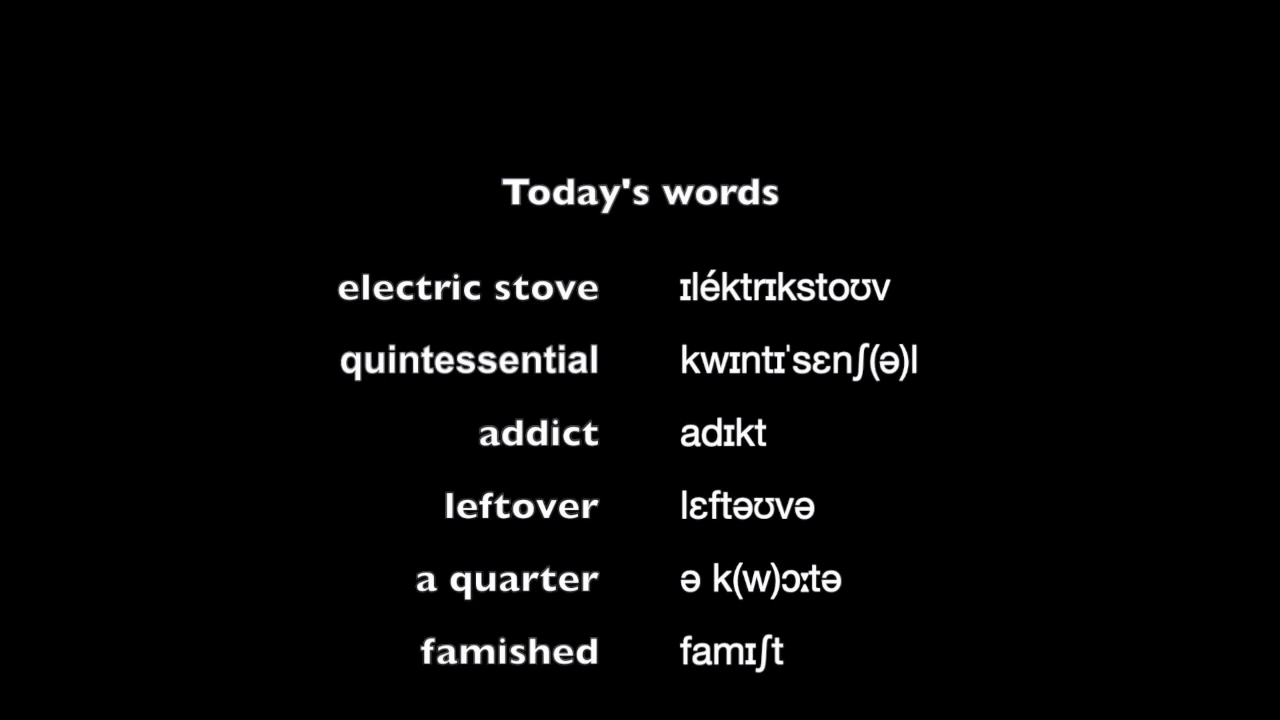 Today's words
electric stove ɪléktrɪkstoʊv
quintessential kwɪntɪˈsɛnʃ(ə)l
addict adɪkt
leftover lɛftəʊvə
a quarter ə k(w)ɔːtə
famished famɪʃt